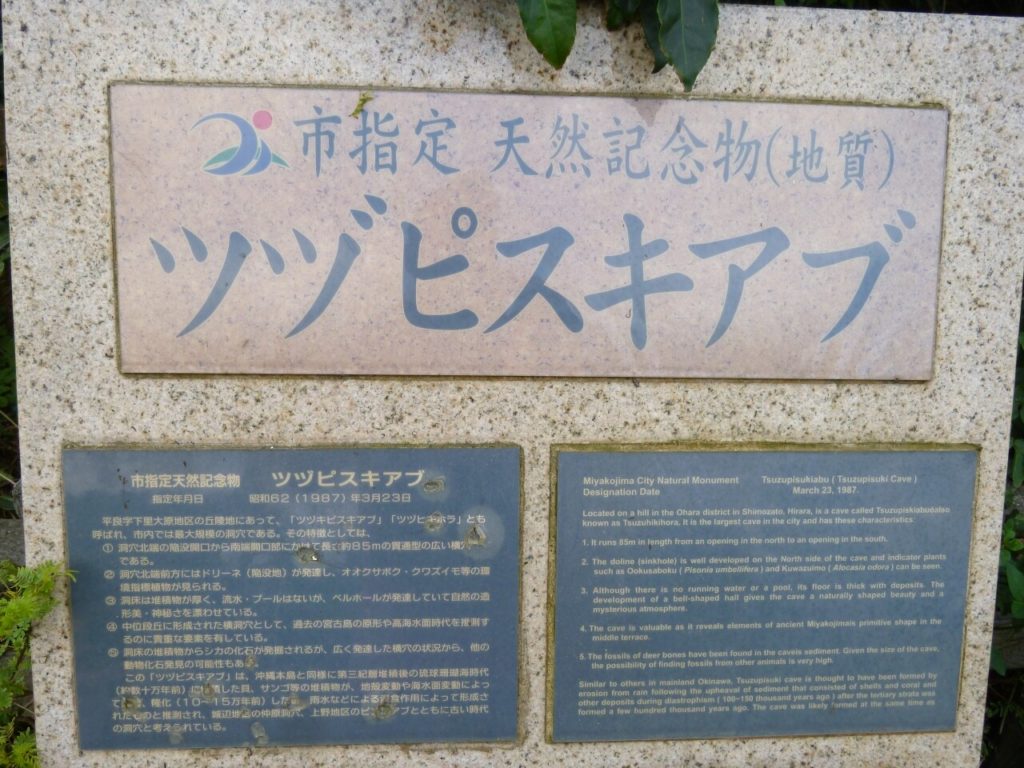 市指定 天然記念物(地質)
ツヅピスキアブ
市指定天然記念物 ツヅピスキアブ
指定年月日 昭和62(1987)年3月23日
平良字下里大原地区の丘陵地にあって、「ツヅキピスキアブ」「ツヅヒキホラ」とも
呼ばれ、市内では最大規模の洞穴である。その特徴としては、
① 洞穴北端の陥没開口から南端開口部にかけて長さ約85mの貫通型の広い横穴
である。
② 洞穴北端前方にはドリーネ(陥没地)が発達し、オオクサボク・クワズイモ等の環
境指標植物が見られる。
③ 洞床は堆積物が厚く、流水・プールはないが、ベルホールが発達していて自然の造
形美・神秘さを漂わせている。
④ 中位段丘に形成された横洞穴として、過去の宮古島の原形や高海水面時代を推測す
るのに貴重な要素を有している。
⑤ 洞床の堆積物からシカの化石が発掘されるが、広く発達した横穴の状況から、他の
動物化石発見の可能性もある。
この「ツヅピスキアブ」は、沖縄本島と同様に第三紀層堆積後の琉球珊瑚海時代
(約数十万年前)に した貝、サンゴ等の堆積物が、地殻変動や海水面変動によっ
て 、隆化(10~15万年前)した 雨水などによる 食作用によって形成さ
れたものと推測され、城辺地区の仲原洞穴、上野地区のピ アブとともに古い時代
の洞穴と考えられている。
Miyakojima City Natural Monument Tsuzupisukiabu ( Tsuzupisuki Cave )
Designation Date March 23, 1987.
Located on a hill in the Ohara district in Shimozato, Hirara, is a cave called Tsuzupiskiabualso
known as Tsuzuhikihora. It is the largest cave in the city and has these characteristics:
1. It runs 85m in length from an opening in the north to an opening in the south.
2. The dolino (sinkhole) is well developed on the North side of the cave and indicator plants
such as Ookusaboku ( Pisonia umbellifera ) and Kuwazuimo ( Alocasia odora ) can be seen.
3. Although there is no running water or a pool, its floor is thick with deposits. The
development of a bell-shaped hall gives the cave a naturally shaped beauty and a
mysterious atmosphere.
4. The cave is valuable as it reveals elements of ancient Miyakojimais primitive shape in the
middle terrace.
5. The fossils of deer bones have been found in the caveis sediment. Given the size of the cave,
the possibility of finding fossils from other animals is very high.
Similar to others in mainland Okinawa, Tsuzupisuki cave is thought to have been formed by
erosion from rain following the upheaval of sediment that consisted of shells and coral and
other deposits during diastrophism ( 100~150 thousand years ago ) after the tertiary strata was
formed a few hundred thousand years ago. The cave was likely formed at the same time as